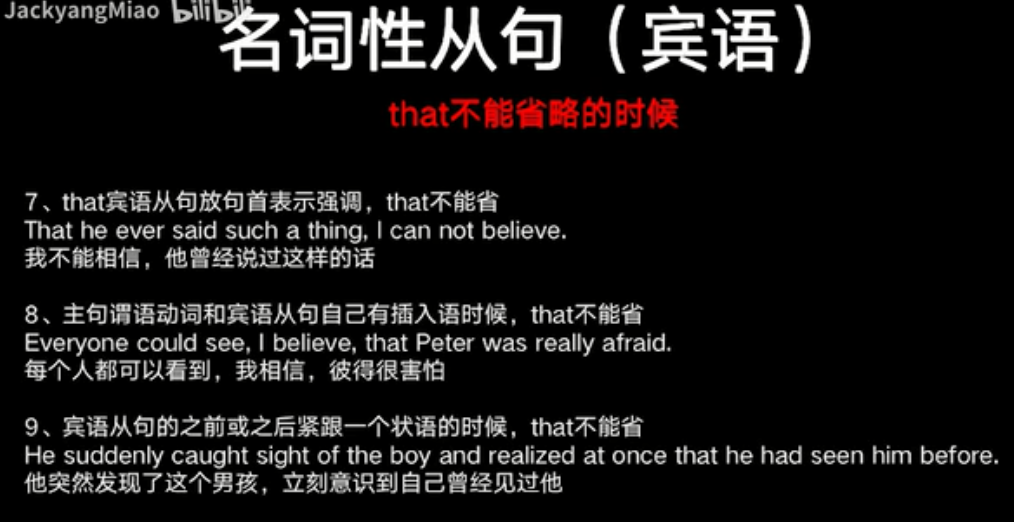 JackyangMiao bilibili
名词性从句（宾语）
that不能省略的时候
7、that宾语从句放句首表示强调，that不能省
That he ever said such a thing, I can not believe.
我不能相信，他曾经说过这样的话
8、主句谓语动词和宾语从句自己有插入语时候，that不能省
Everyone could see, I believe, that Peter was really afraid.
每个人都可以看到，我相信，彼得很害怕
9、宾语从句的之前或之后紧跟一个状语的时候，that不能省
He suddenly caught sight of the boy and realized at once that he had seen him before.
他突然发现了这个男孩，立刻意识到自己曾经见过他